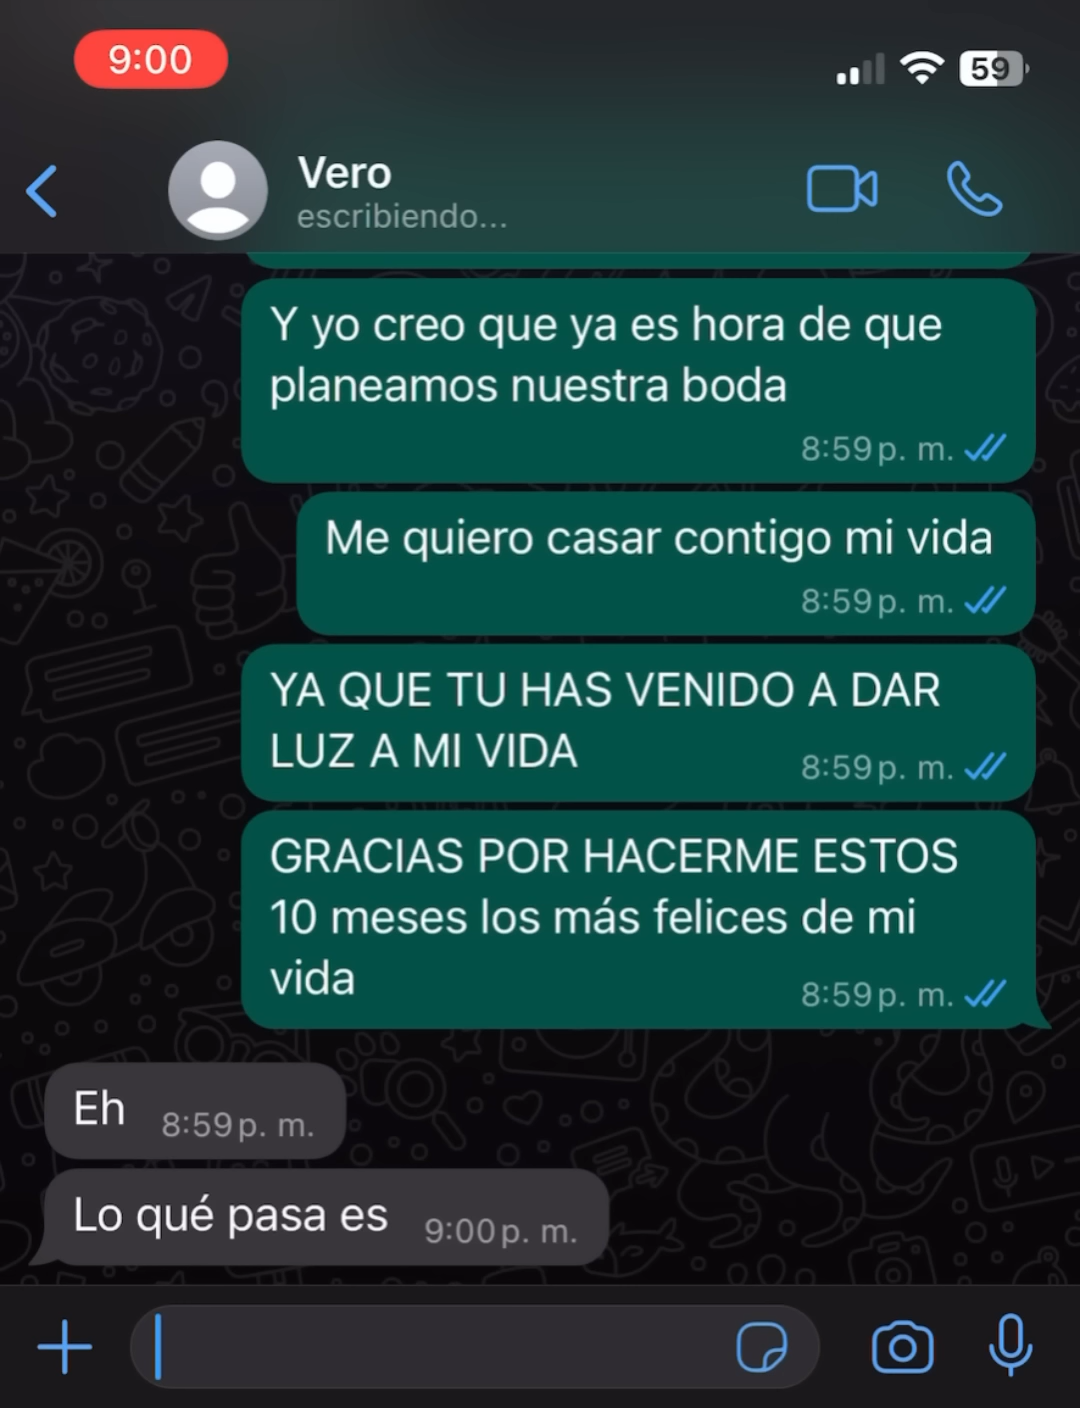 9:00
59
Vero
escribiendo...
Y yo creo que ya es hora de que
planeamos nuestra boda
8:59 p. m.
Me quiero casar contigo mi vida
8:59 p. m.
YA QUE TU HAS VENIDO A DAR
LUZ A MI VIDA
8:59 p. m.
GRACIAS POR HACERME ESTOS
10 meses los más felices de mi
vida
8:59 p. m.
Eh
8:59 p. m.
Lo qué pasa es
9:00 p. m.